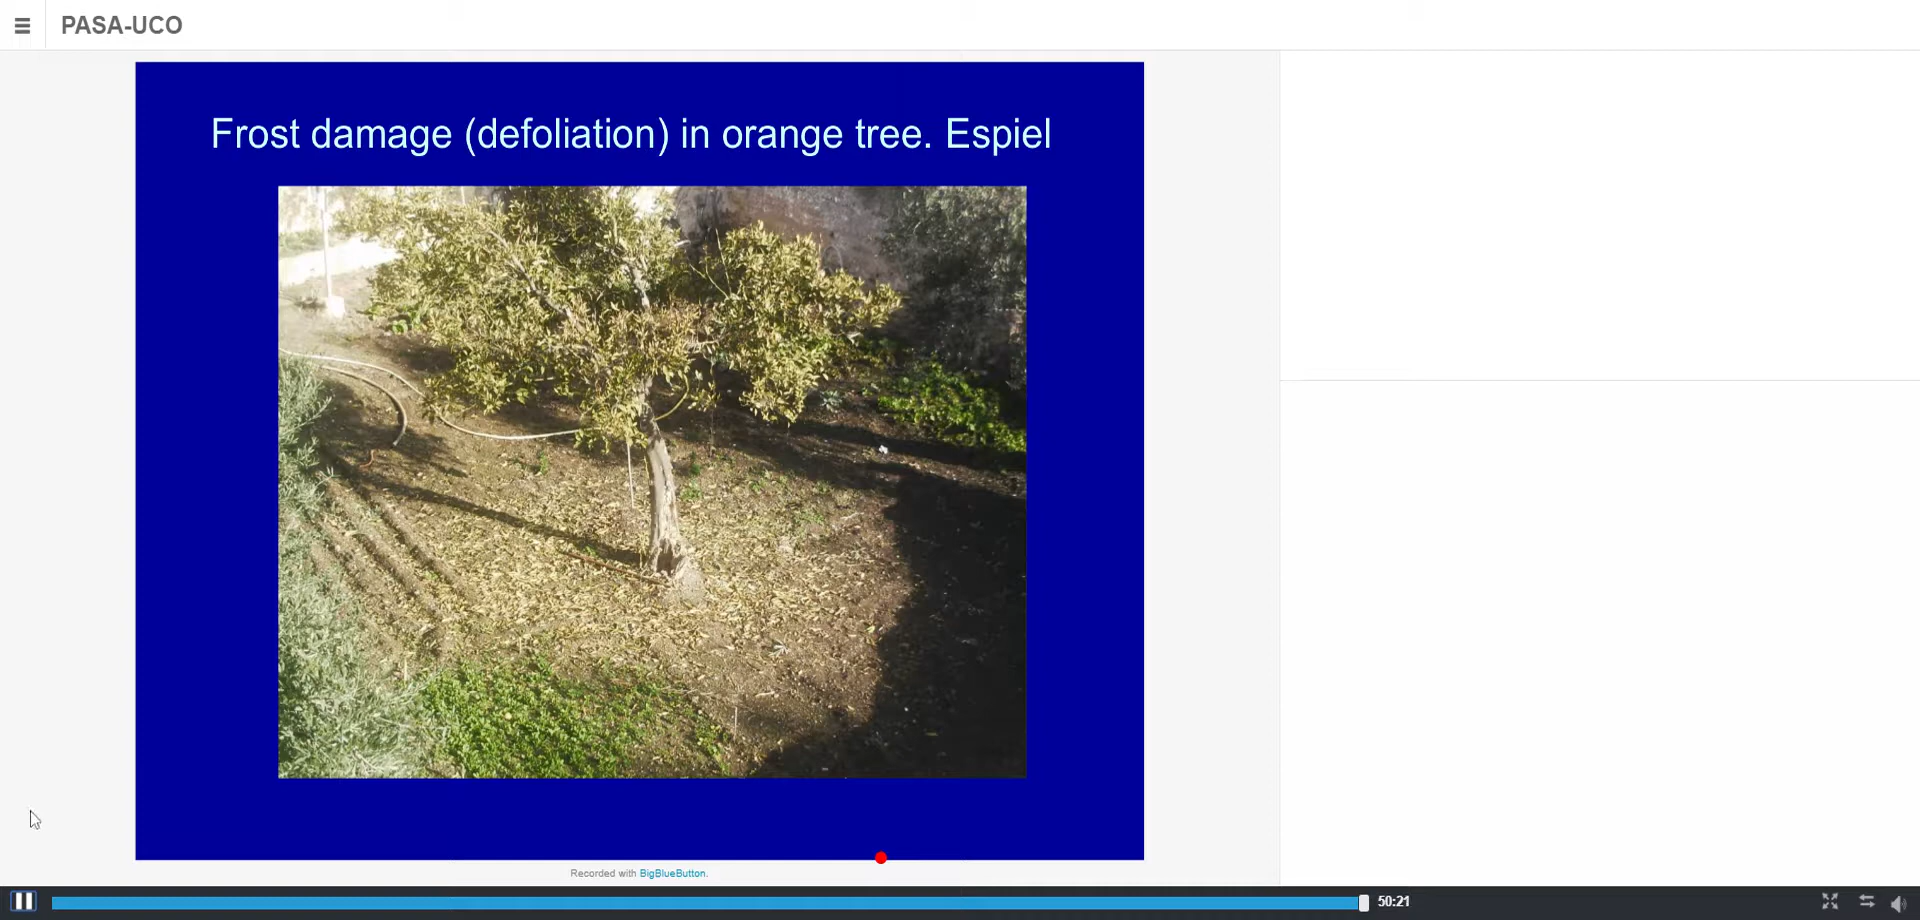 PASA-UCO
Frost damage (defoliation) in orange tree. Espiel
Recorded with BigBlueButton.
50:21